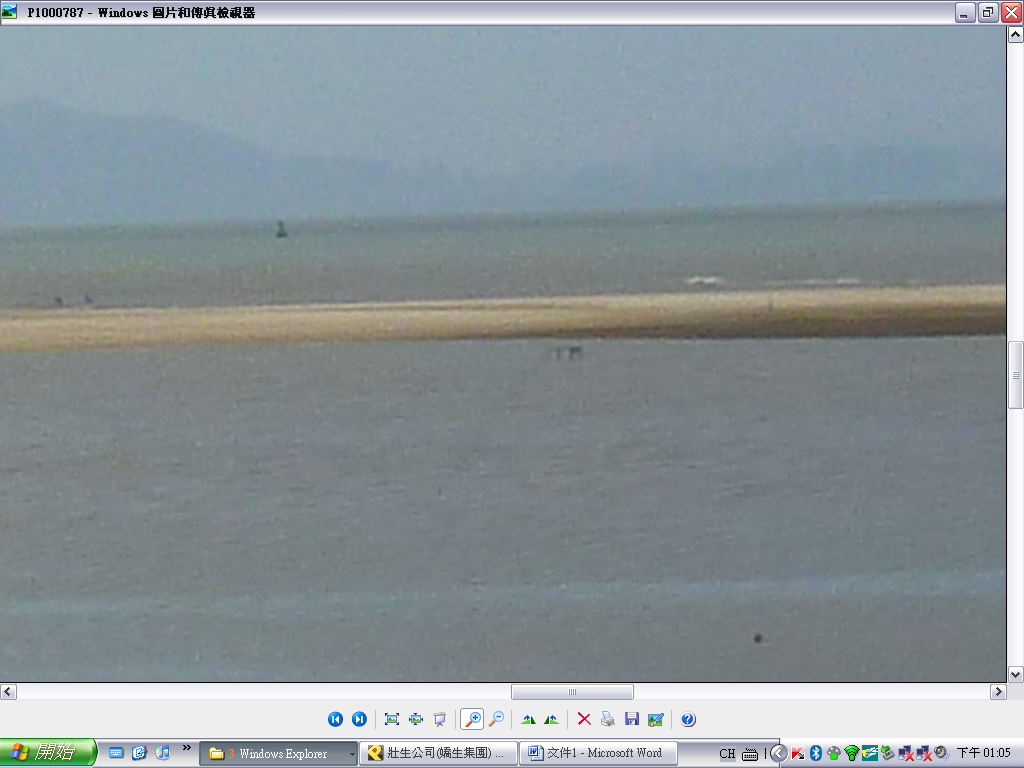 P1000787 - Windows 圖片和傳真檢視器
開始
3 Windows Explorer
壯生公司(嬌生集團) ...
文件1 - Microsoft Word
CH
下午 01:05